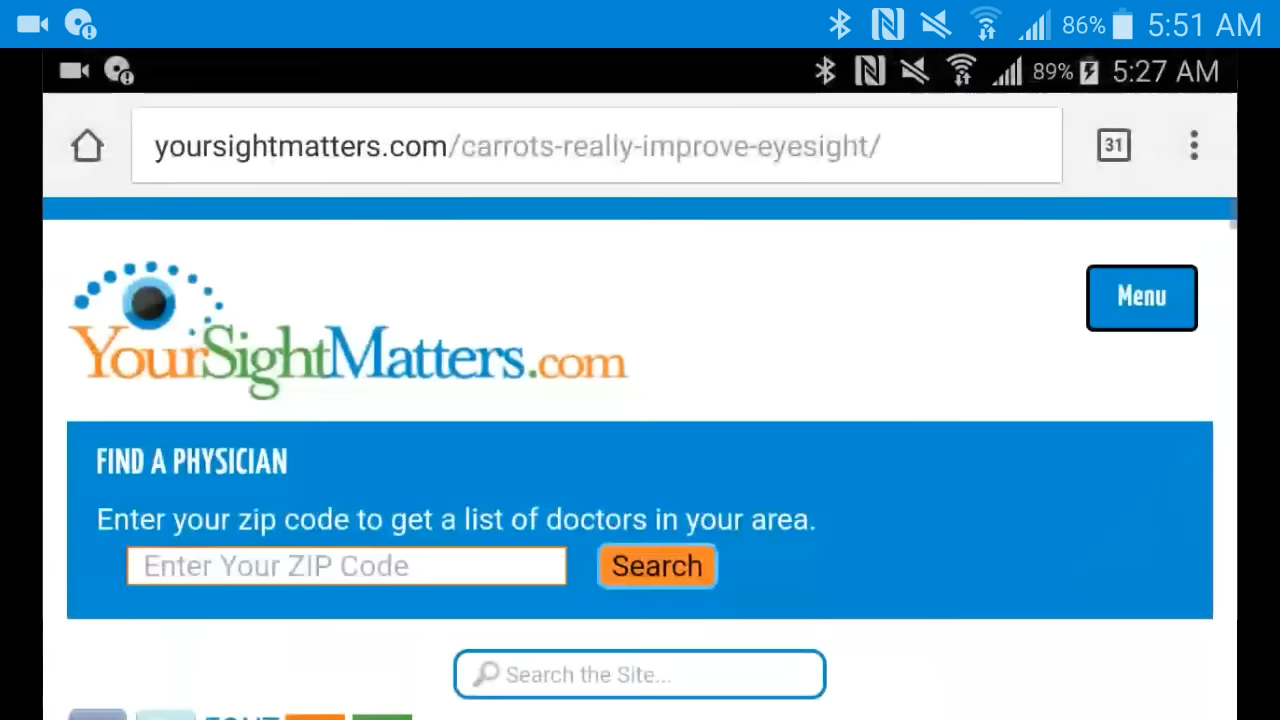 86% 5:51 AM
89% 5:27 AM
yoursightmatters.com/carrots-really-improve-eyesight/
31
Menu
YourSightMatters.com
FIND A PHYSICIAN
Enter your zip code to get a list of doctors in your area.
Enter Your ZIP Code
Search
Search the Site...